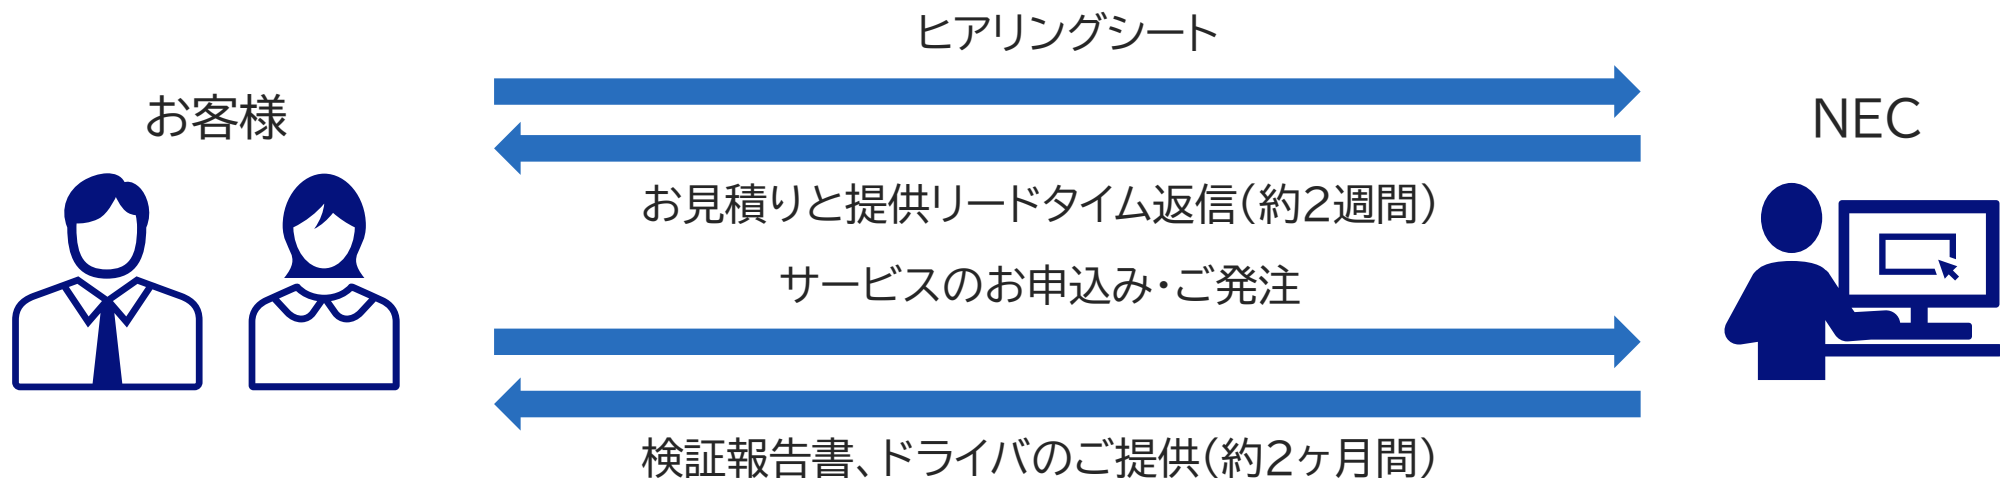 ヒアリングシート
お客様
NEC
お見積りと提供リードタイム返信(約2週間)
サービスのお申込み・ご発注
検証報告書、ドライバのご提供(約2ヶ月間)